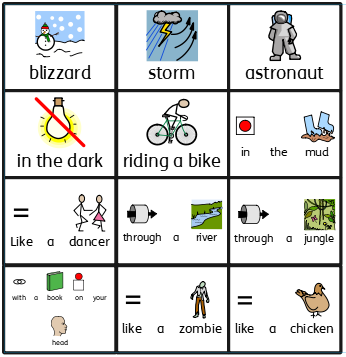 blizzard
storm
astronaut
in the dark
riding a bike
in the mud
Like a dancer
through a river
through a jungle
with a book on your
head
like a zombie
like a chicken